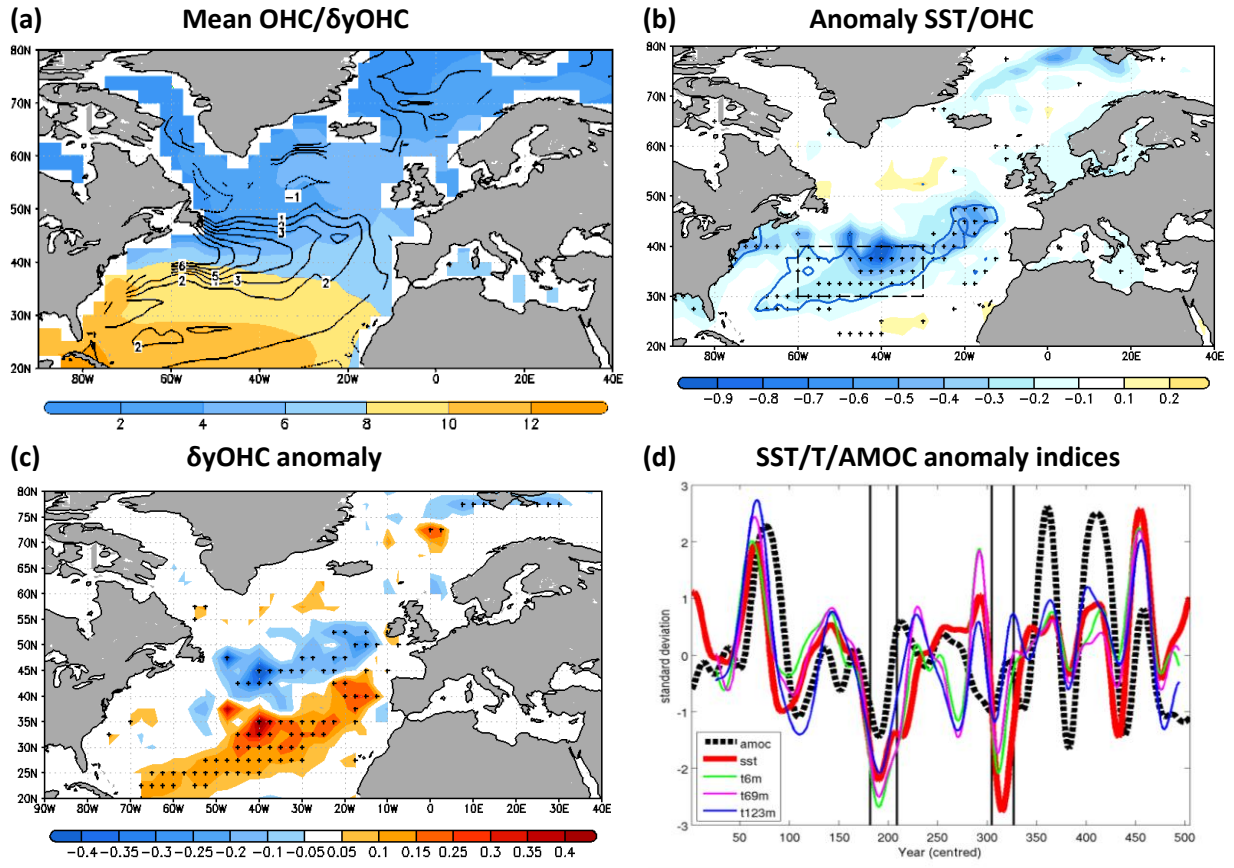 (a) Mean OHC/δyOHC
80N
70N
60N
50N
40N
30N
20N
-1
1
2
3
6
5
2
3
2
2
80W 60W 40W 20W 0 20E 40E
2 4 6 8 10 12
(b) Anomaly SST/OHC
80N
70N
60N
50N
40N
30N
20N
80W 60W 40W 20W 0 20E 40E
-0.9 -0.8 -0.7 -0.6 -0.5 -0.4 -0.3 -0.2 -0.1 0.1 0.2
(c) δyOHC anomaly
80N
75N
70N
65N
60N
55N
50N
45N
40N
35N
30N
25N
20N
90W 80W 70W 60W 50W 40W 30W 20W 10W 0 10E 20E 30E
-0.4 -0.35 -0.3 -0.25 -0.2 -0.1 -0.05 0.05 0.1 0.15 0.25 0.3 0.35 0.4
(d) SST/T/AMOC anomaly indices
3
2
1
0
-1
-2
-3
standard deviation
amoc
sst
t6m
t69m
t123m
50 100 150 200 250 300 350 400 450 500
Year (centred)